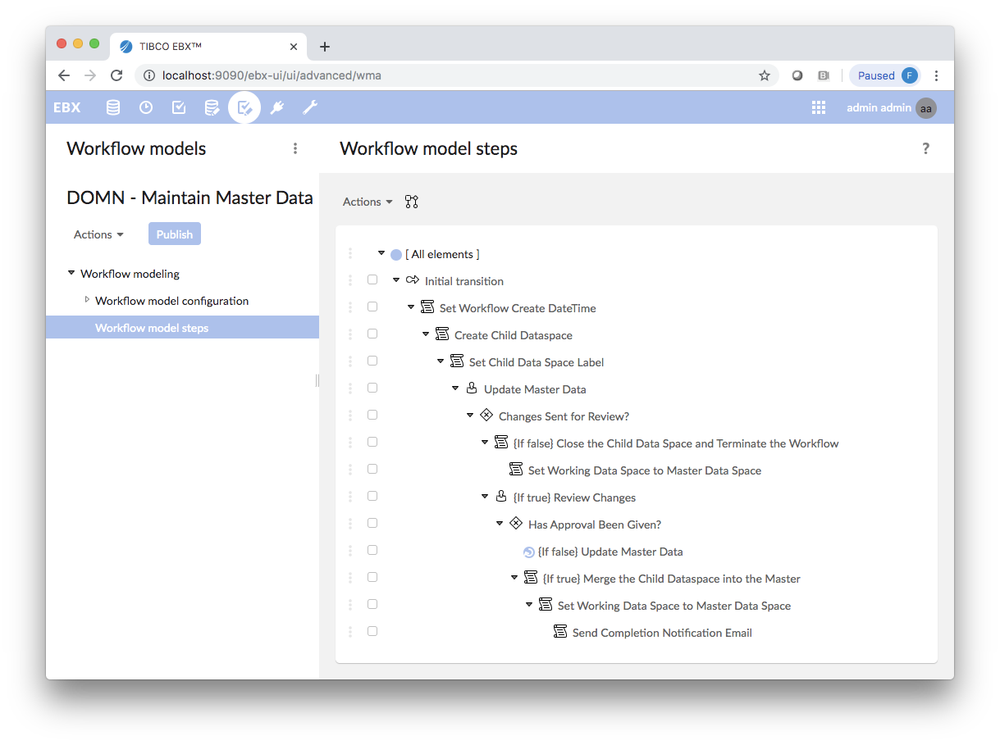 TIBCO EBX™
localhost:9090/ebx-ui/ui/advanced/wma
Paused F
EBX
admin admin aa
Workflow models
Workflow model steps
?
DOMN - Maintain Master Data
Actions
Publish
Actions
Workflow modeling
Workflow model configuration
Workflow model steps
[ All elements ]
Initial transition
Set Workflow Create DateTime
Create Child Dataspace
Set Child Data Space Label
Update Master Data
Changes Sent for Review?
{If false} Close the Child Data Space and Terminate the Workflow
Set Working Data Space to Master Data Space
{If true} Review Changes
Has Approval Been Given?
{If false} Update Master Data
{If true} Merge the Child Dataspace into the Master
Set Working Data Space to Master Data Space
Send Completion Notification Email